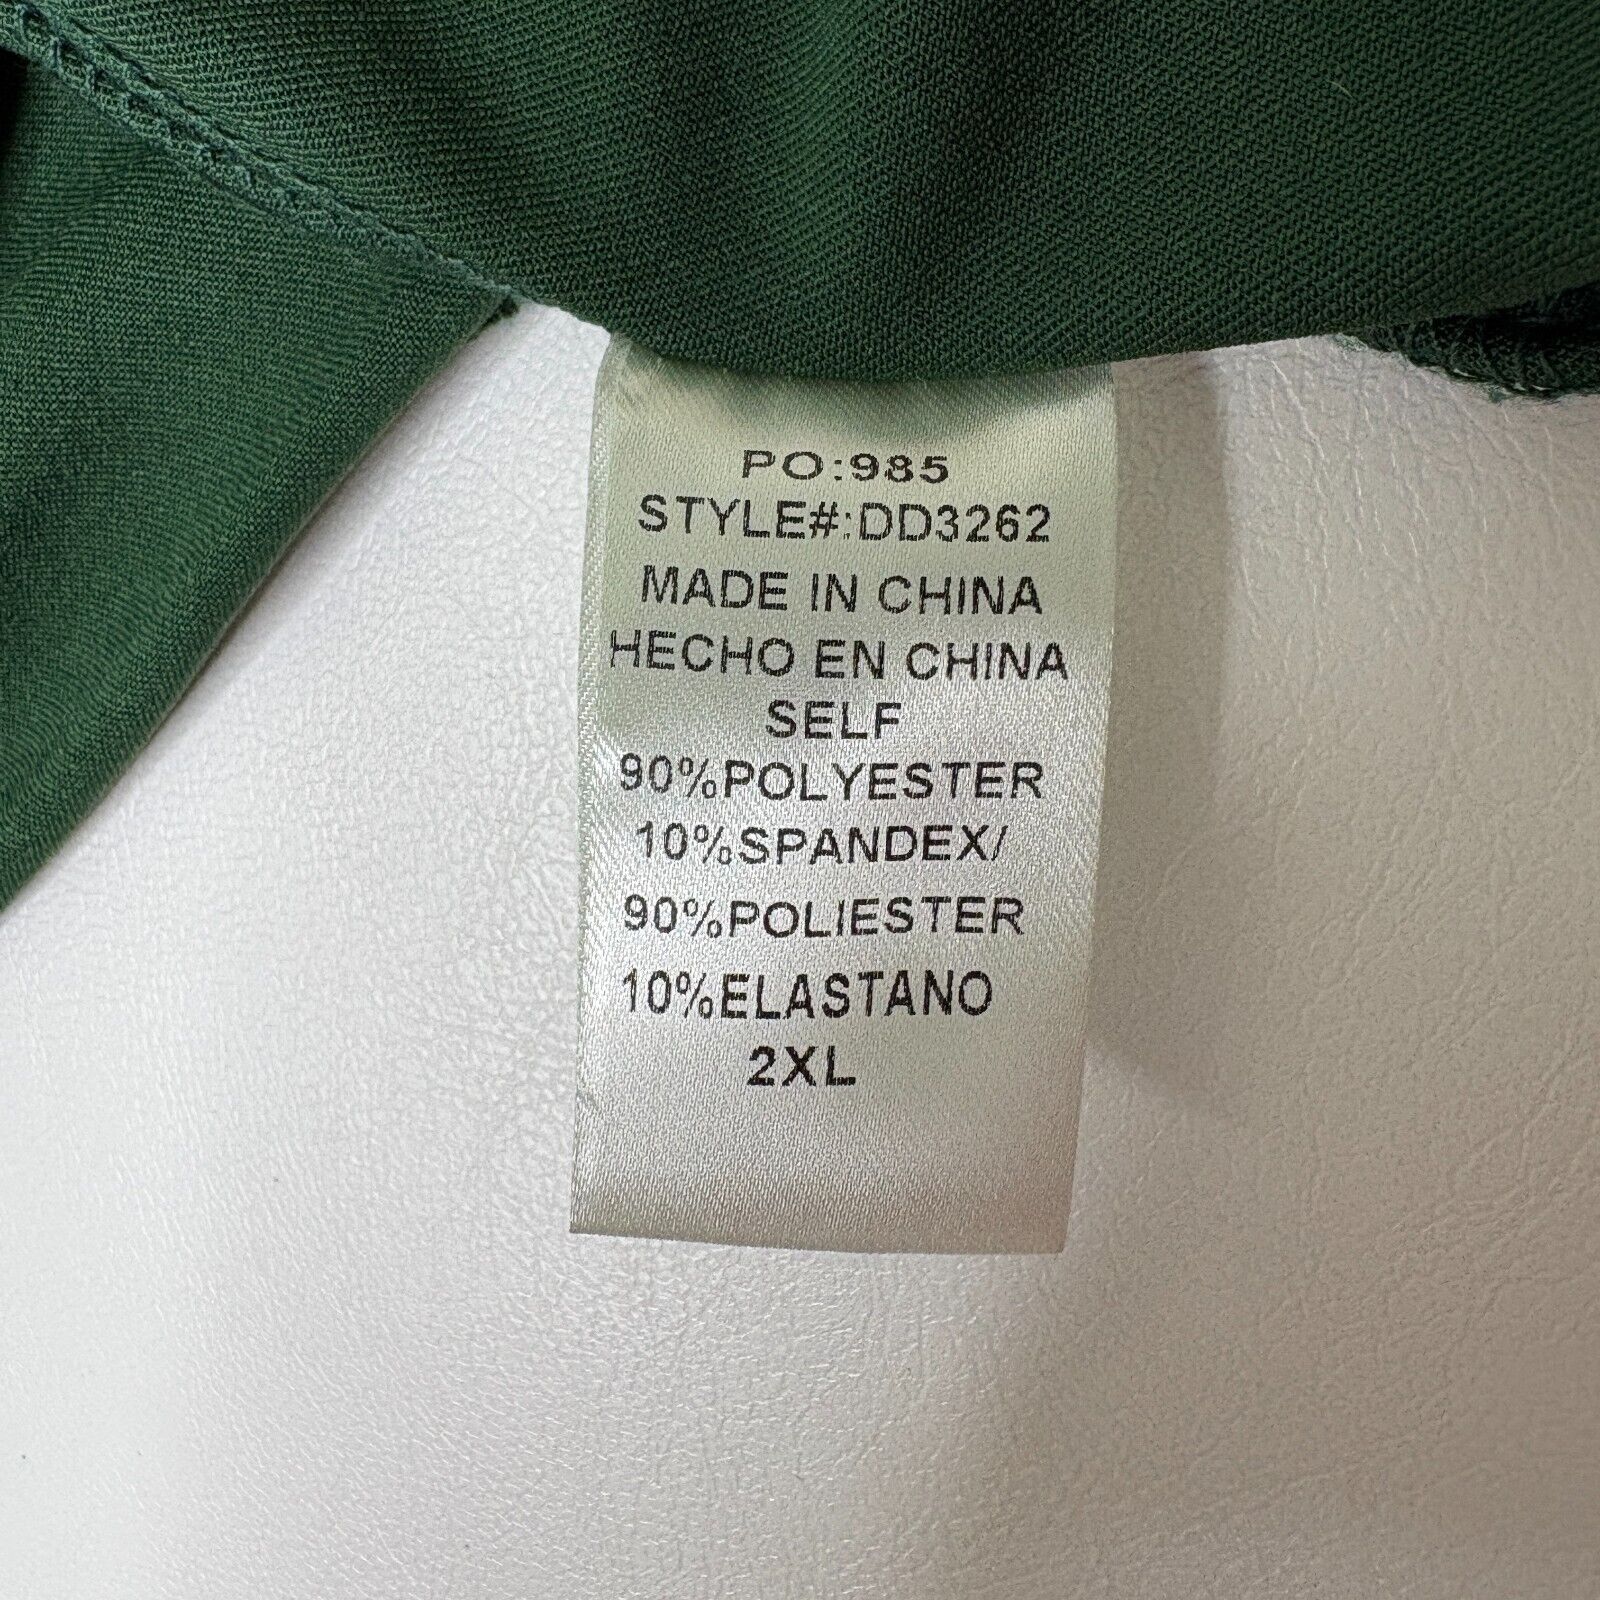 PO:985
STYLE#:DD3262
MADE IN CHINA
HECHO EN CHINA
SELF
90%POLYESTER
10%SPANDEX/
90%POLIESTER
10%ELASTANO
2XL